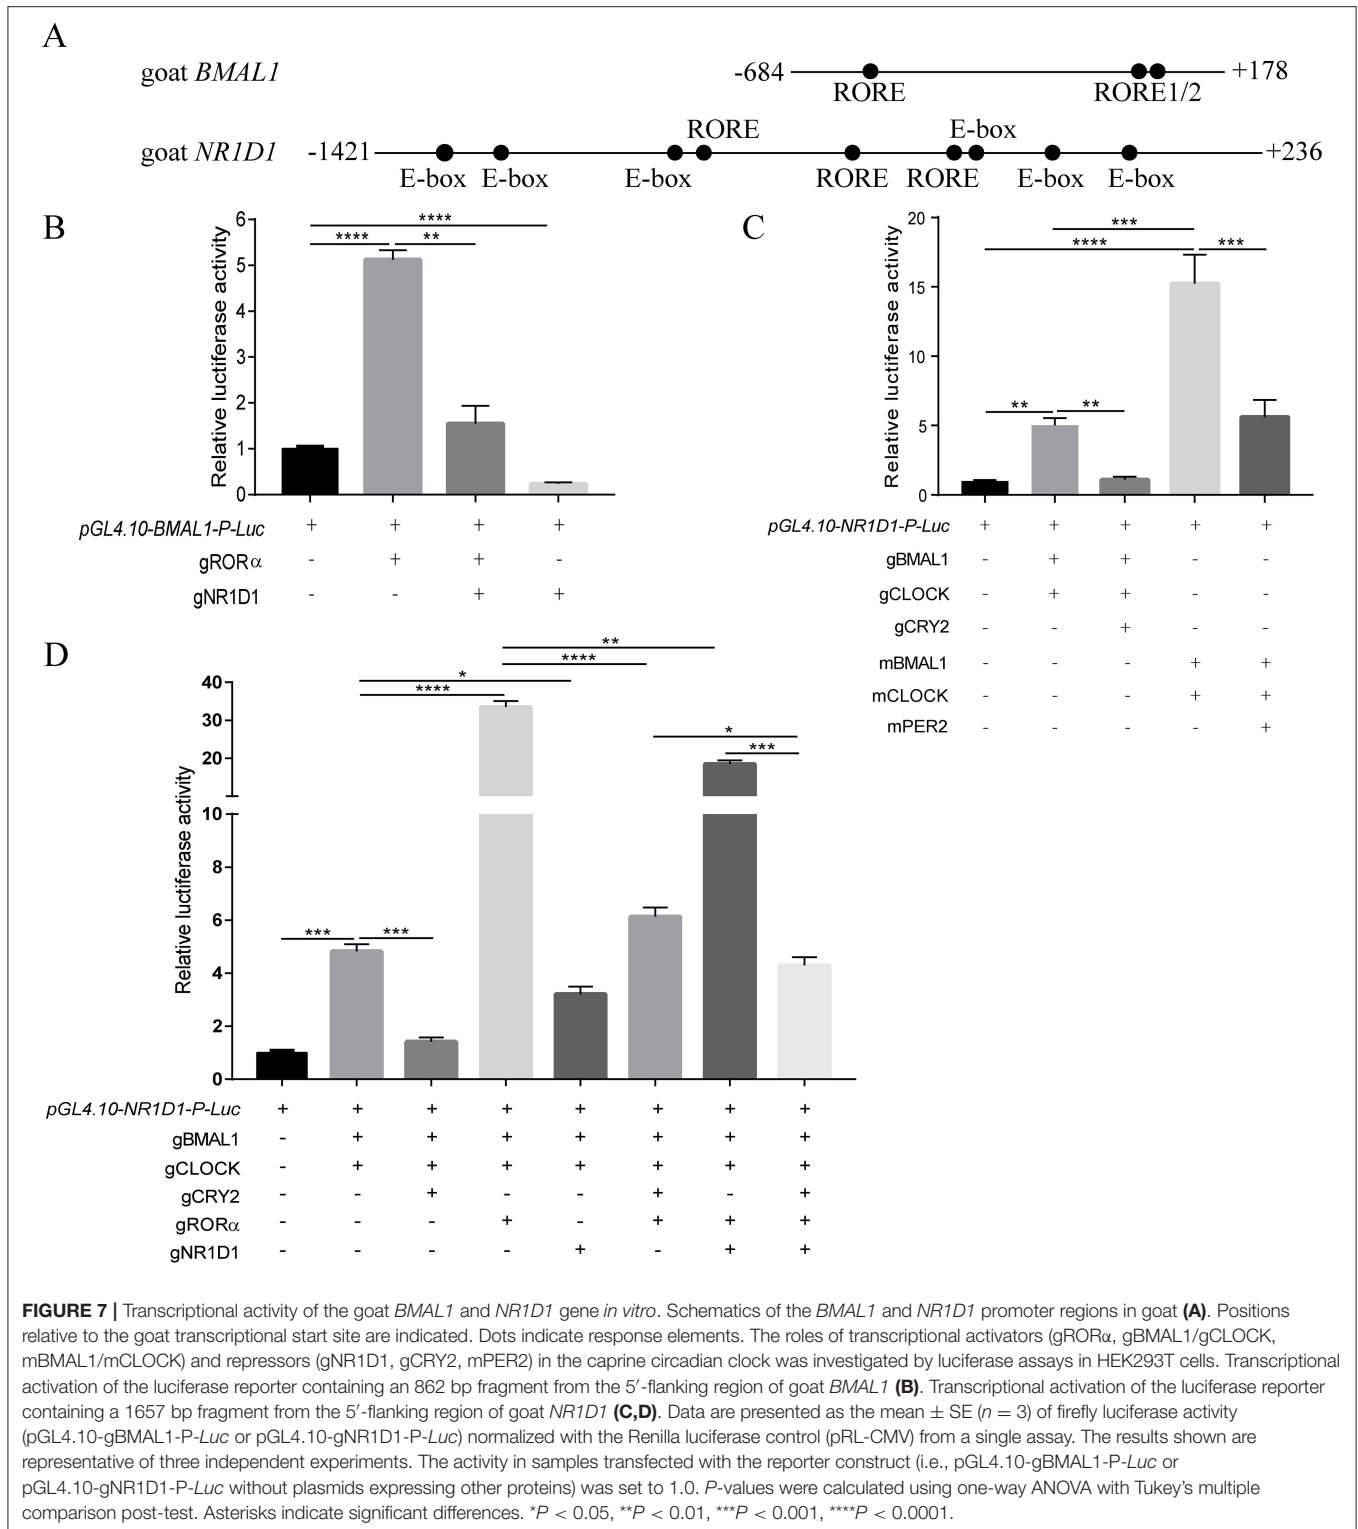 A
goat BMAL1 -684 RORE RORE1/2 +178
goat NR1D1 -1421 RORE E-box +236
E-box E-box E-box RORE RORE E-box E-box
B
Relative luctiferase activity
6
5
4
3
2
1
0
**** ** ****
pGL4.10-BMAL1-P-Luc + + + +
gRORα - + + -
gNR1D1 - - + +
C
Relative luctiferase activity
20
15
10
5
0
*** **** *** ** **
pGL4.10-NR1D1-P-Luc + + + + +
gBMAL1 - + + - -
gCLOCK - + + - -
gCRY2 - - + - -
mBMAL1 - - - + +
mCLOCK - - - + +
mPER2 - - - - +
D
Relative luctiferase activity
40
30
20
10
8
6
4
2
0
** **** * **** * *** *** ***
pGL4.10-NR1D1-P-Luc + + + + + + + +
gBMAL1 - + + + + + + +
gCLOCK - + + + + + + +
gCRY2 - - + - - + - +
gRORα - - - + - + + +
gNR1D1 - - - - + - + +
FIGURE 7 | Transcriptional activity of the goat BMAL1 and NR1D1 gene in vitro. Schematics of the BMAL1 and NR1D1 promoter regions in goat (A). Positions
relative to the goat transcriptional start site are indicated. Dots indicate response elements. The roles of transcriptional activators (gRORα, gBMAL1/gCLOCK,
mBMAL1/mCLOCK) and repressors (gNR1D1, gCRY2, mPER2) in the caprine circadian clock was investigated by luciferase assays in HEK293T cells. Transcriptional
activation of the luciferase reporter containing an 862 bp fragment from the 5′-flanking region of goat BMAL1 (B). Transcriptional activation of the luciferase reporter
containing a 1657 bp fragment from the 5′-flanking region of goat NR1D1 (C,D). Data are presented as the mean ± SE (n = 3) of firefly luciferase activity
(pGL4.10-gBMAL1-P-Luc or pGL4.10-gNR1D1-P-Luc) normalized with the Renilla luciferase control (pRL-CMV) from a single assay. The results shown are
representative of three independent experiments. The activity in samples transfected with the reporter construct (i.e., pGL4.10-gBMAL1-P-Luc or
pGL4.10-gNR1D1-P-Luc without plasmids expressing other proteins) was set to 1.0. P-values were calculated using one-way ANOVA with Tukey's multiple
comparison post-test. Asterisks indicate significant differences. *P < 0.05, **P < 0.01, ***P < 0.001, ****P < 0.0001.